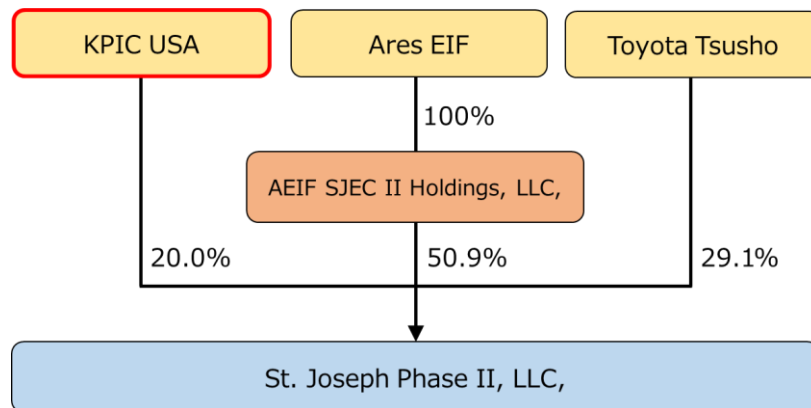 KPIC USA
Ares EIF
Toyota Tsusho
100%
AEIF SJEC II Holdings, LLC,
20.0%
50.9%
29.1%
St. Joseph Phase II, LLC,